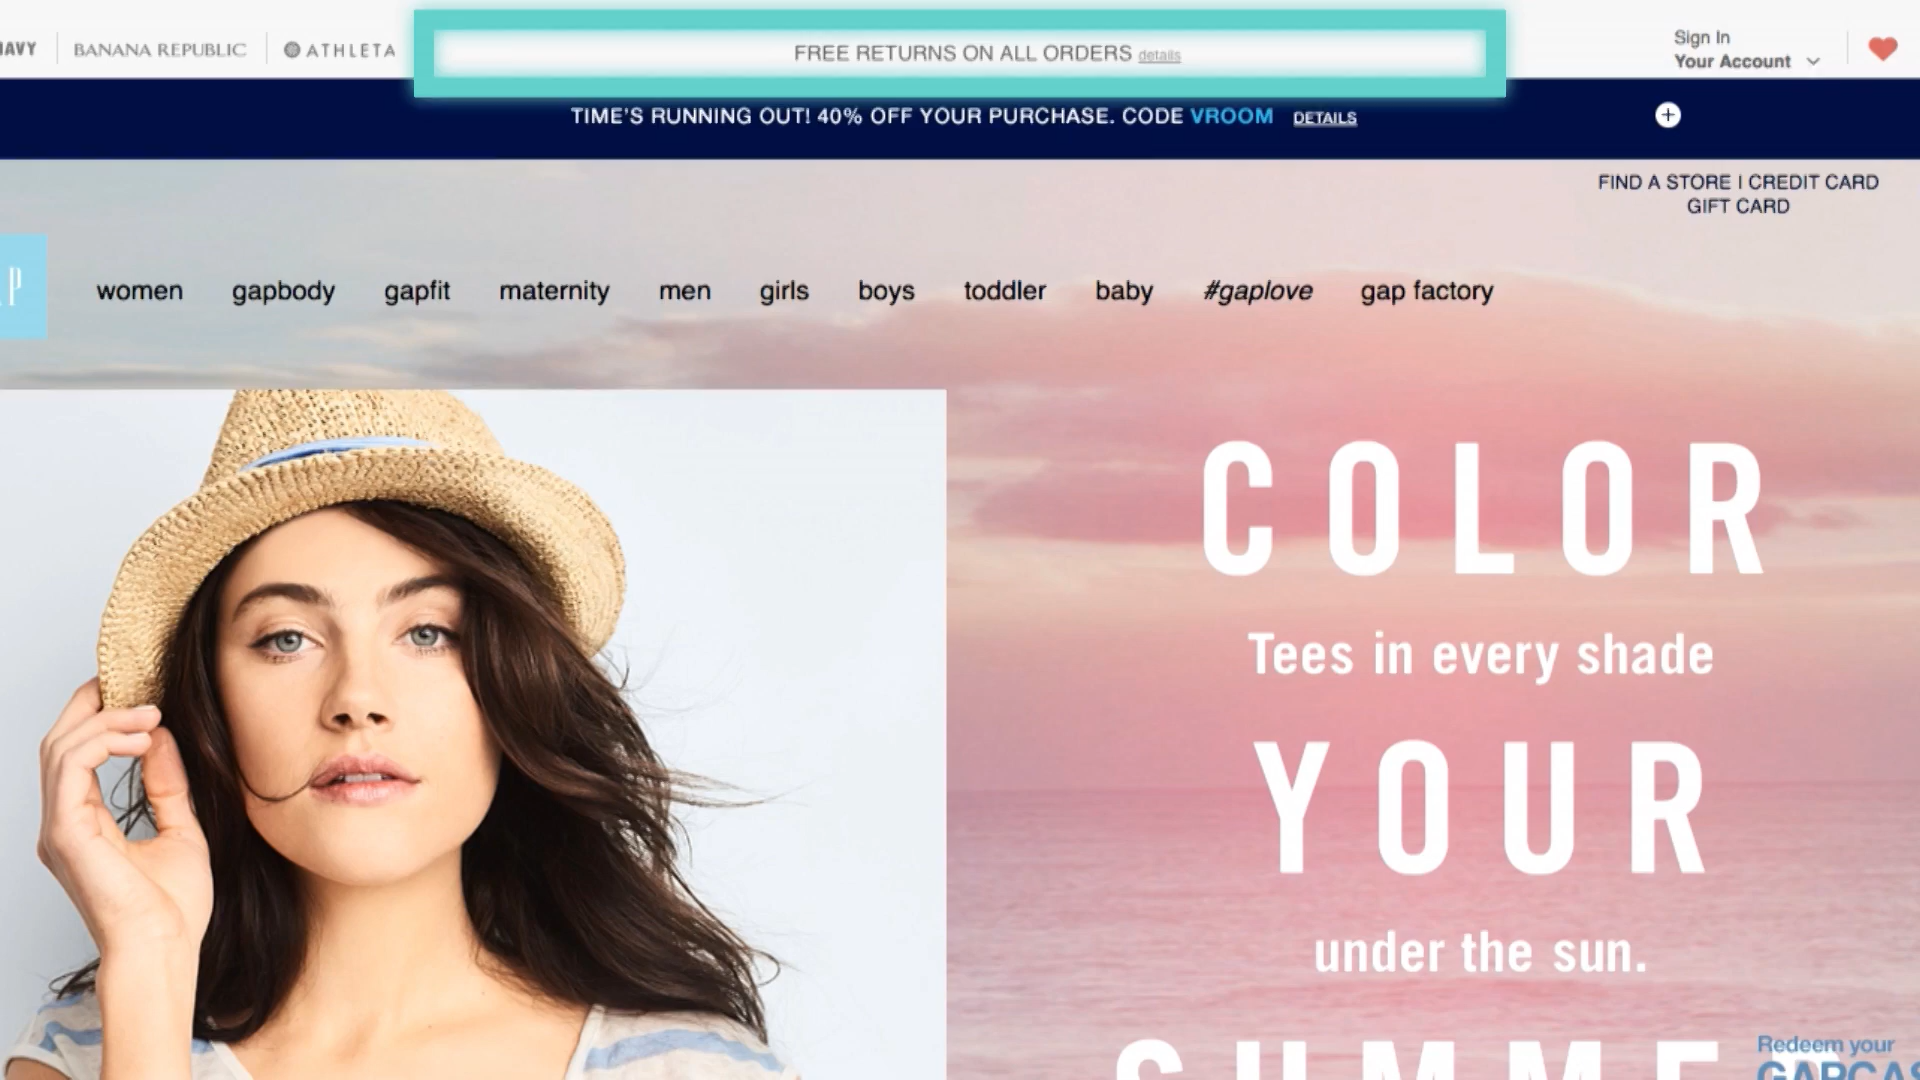 BANANA REPUBLIC
ATHLETA
FREE RETURNS ON ALL ORDERS details
Sign In
Your Account
TIME'S RUNNING OUT! 40% OFF YOUR PURCHASE. CODE VROOM DETAILS
FIND A STORE | CREDIT CARD
GIFT CARD
women gapbody gapfit maternity men girls boys toddler baby #gaplove gap factory
COLOR
Tees in every shade
YOUR
under the sun.
Redeem your